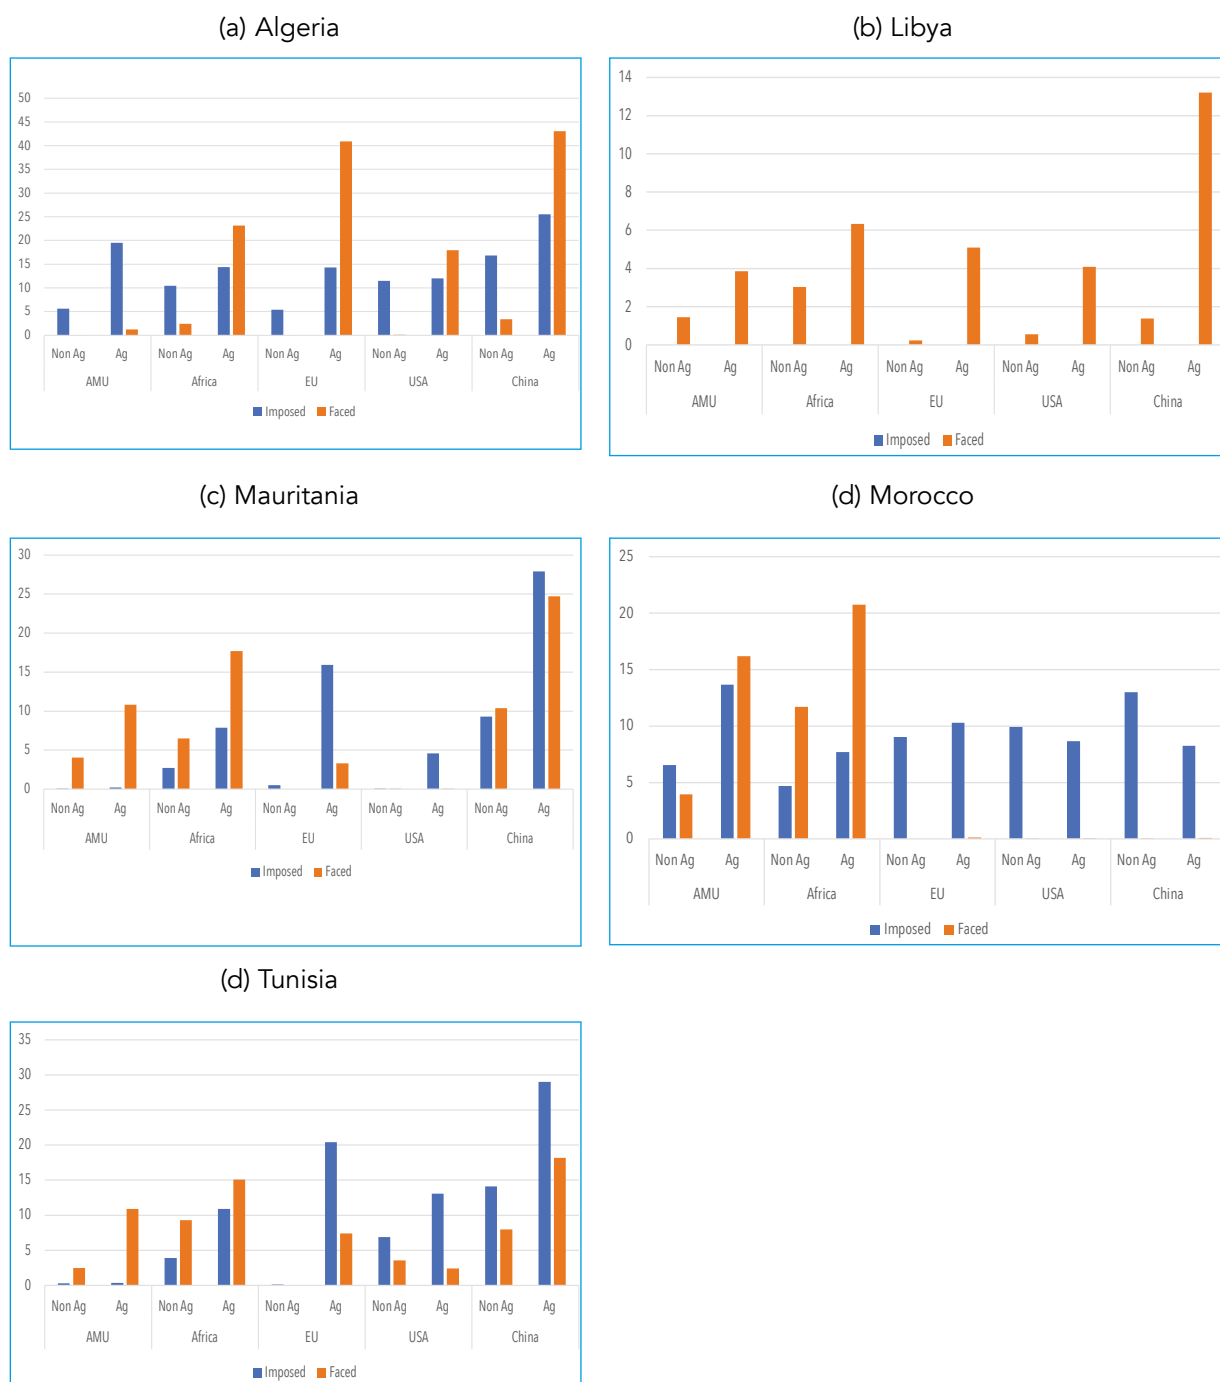 (a) Algeria
50
45
40
35
30
25
20
15
10
5
0
Non Ag Ag Non Ag Ag Non Ag Ag Non Ag Ag Non Ag Ag
AMU Africa EU USA China
Imposed Faced
(b) Libya
14
12
10
8
6
4
2
0
Non Ag Ag Non Ag Ag Non Ag Ag Non Ag Ag Non Ag Ag
AMU Africa EU USA China
Imposed Faced
(c) Mauritania
30
25
20
15
10
5
0
Non Ag Ag Non Ag Ag Non Ag Ag Non Ag Ag Non Ag Ag
AMU Africa EU USA China
Imposed Faced
(d) Morocco
25
20
15
10
5
0
Non Ag Ag Non Ag Ag Non Ag Ag Non Ag Ag Non Ag Ag
AMU Africa EU USA China
Imposed Faced
(d) Tunisia
35
30
25
20
15
10
5
0
Non Ag Ag Non Ag Ag Non Ag Ag Non Ag Ag Non Ag Ag
AMU Africa EU USA China
Imposed Faced